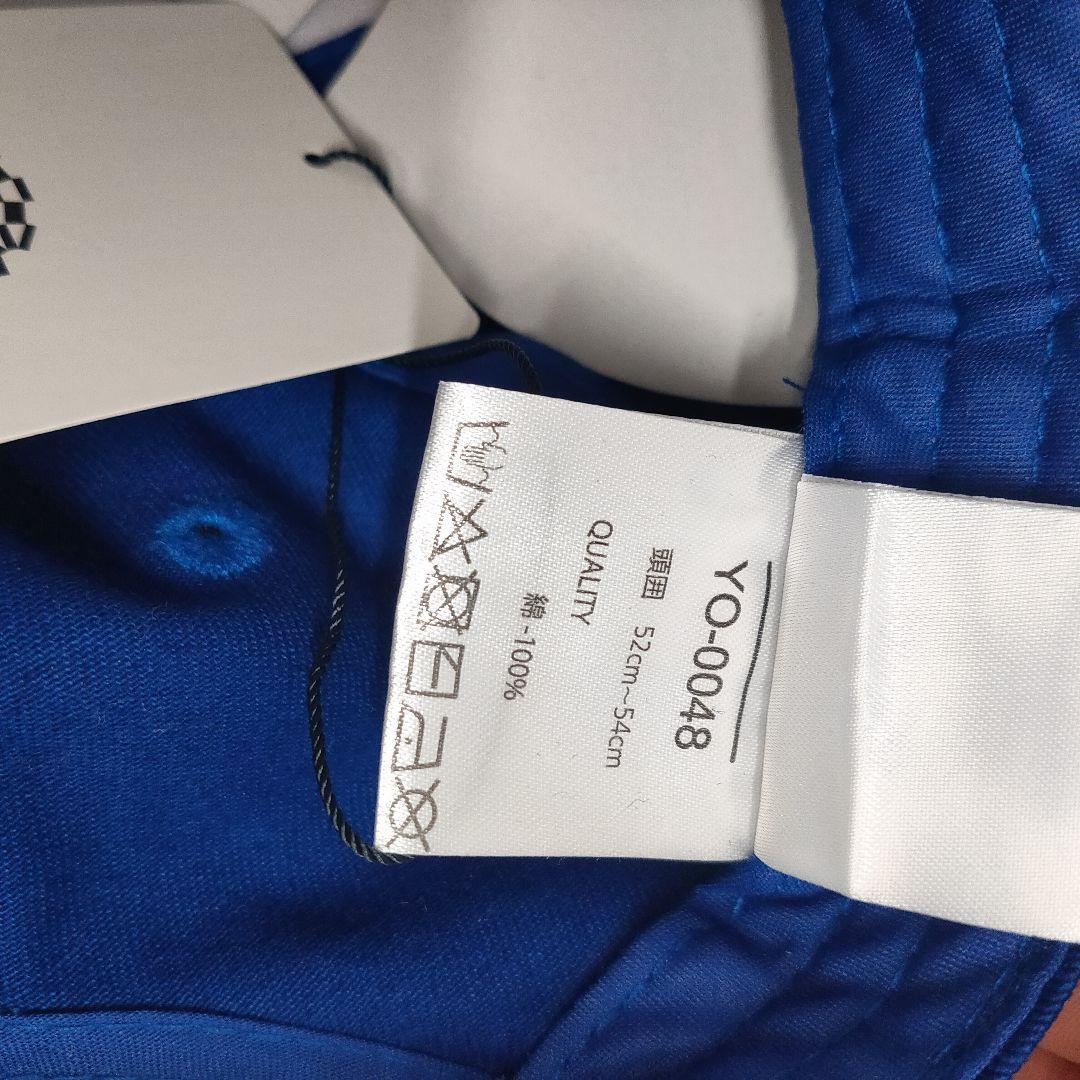 YO-0048
頭囲 52cm~54cm
QUALITY
綿-100%